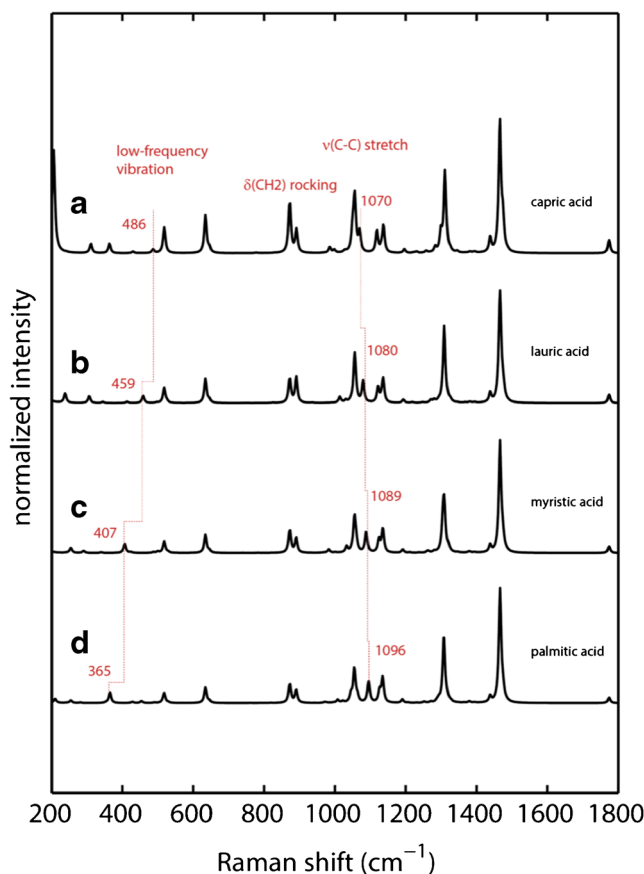 low-frequency
vibration
ν(C-C) stretch
δ(CH2) rocking
a
486
1070
capric acid
b
459
1080
lauric acid
c
407
1089
myristic acid
d
365
1096
palmitic acid
normalized intensity
200 400 600 800 1000 1200 1400 1600 1800
Raman shift (cm⁻¹)